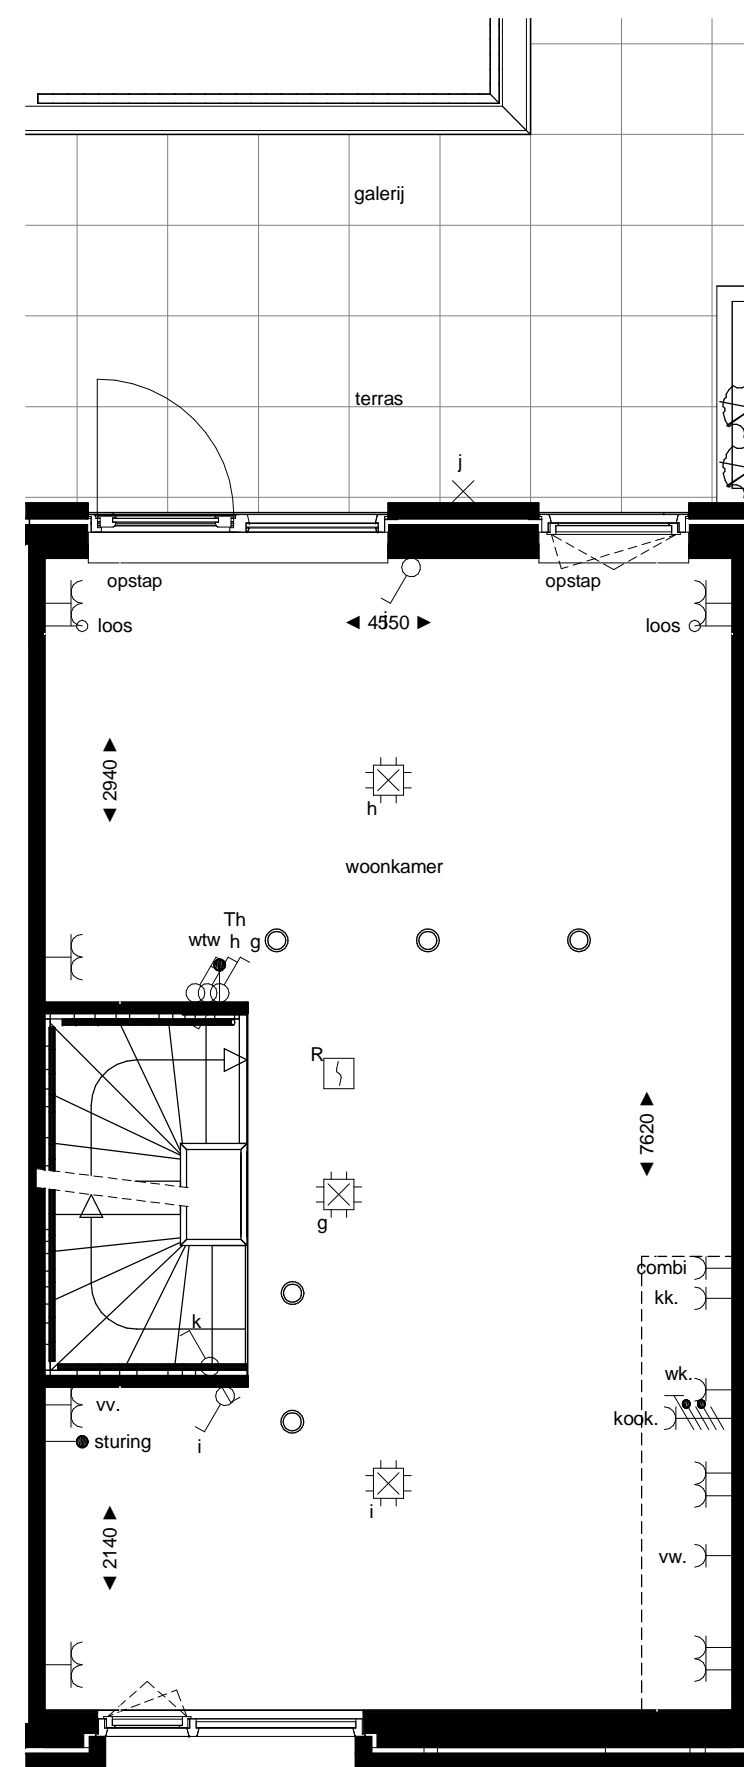 galerij
terras
j
opstap
opstap
j
4550
loos
loos
2940
h
woonkamer
Th
wtw h g
R
7620
g
combi
kk.
k
wk.
vv.
kook.
sturing
i
i
2140
vw.